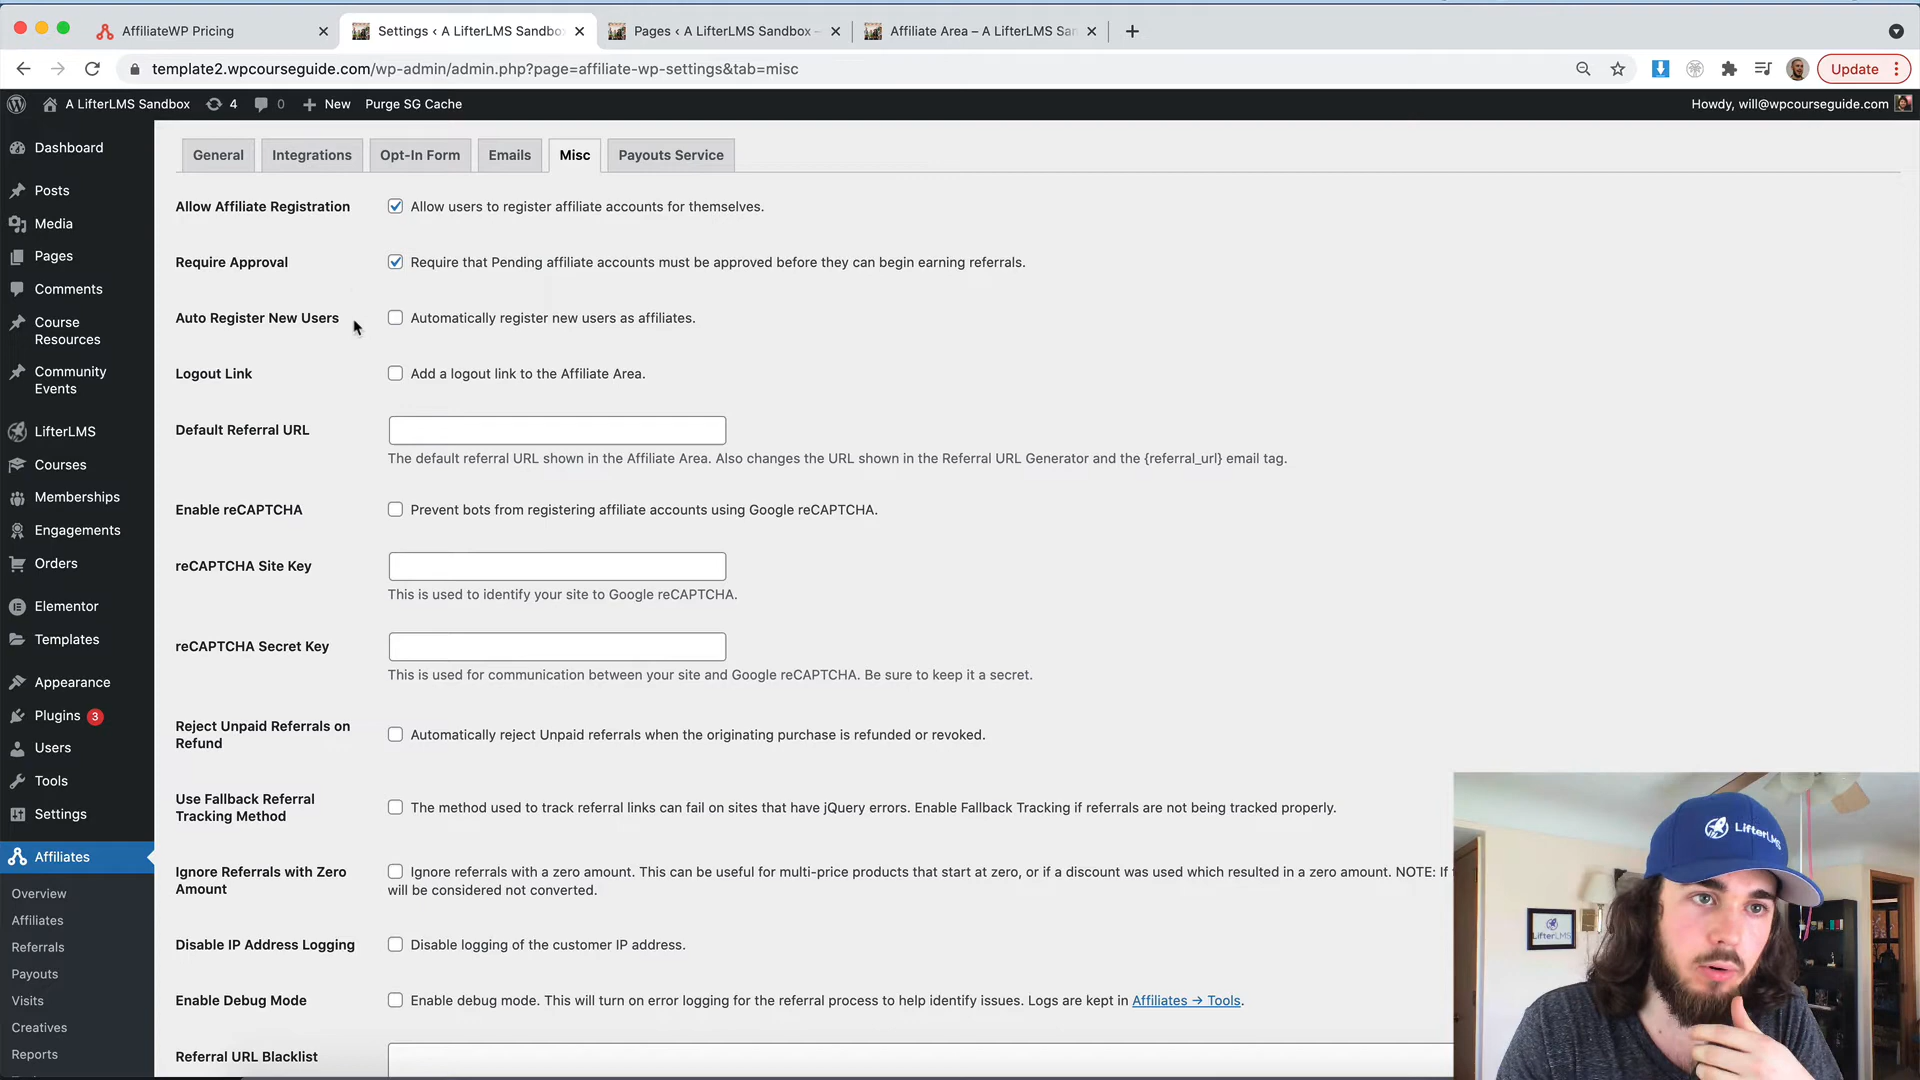 AffiliateWP Pricing
Settings ‹ A LifterLMS Sandbo
Pages ‹ A LifterLMS Sandbox –
Affiliate Area – A LifterLMS San
template2.wpcourseguide.com/wp-admin/admin.php?page=affiliate-wp-settings&tab=misc
Update
A LifterLMS Sandbox
4
0
New
Purge SG Cache
Howdy, will@wpcourseguide.com
Dashboard
Posts
Media
Pages
Comments
Course
Resources
Community
Events
LifterLMS
Courses
Memberships
Engagements
Orders
Elementor
Templates
Appearance
Plugins 3
Users
Tools
Settings
Affiliates
Overview
Affiliates
Referrals
Payouts
Visits
Creatives
Reports
General
Integrations
Opt-In Form
Emails
Misc
Payouts Service
Allow Affiliate Registration
Allow users to register affiliate accounts for themselves.
Require Approval
Require that Pending affiliate accounts must be approved before they can begin earning referrals.
Auto Register New Users
Automatically register new users as affiliates.
Logout Link
Add a logout link to the Affiliate Area.
Default Referral URL
The default referral URL shown in the Affiliate Area. Also changes the URL shown in the Referral URL Generator and the {referral_url} email tag.
Enable reCAPTCHA
Prevent bots from registering affiliate accounts using Google reCAPTCHA.
reCAPTCHA Site Key
This is used to identify your site to Google reCAPTCHA.
reCAPTCHA Secret Key
This is used for communication between your site and Google reCAPTCHA. Be sure to keep it a secret.
Reject Unpaid Referrals on
Refund
Automatically reject Unpaid referrals when the originating purchase is refunded or revoked.
Use Fallback Referral
Tracking Method
The method used to track referral links can fail on sites that have jQuery errors. Enable Fallback Tracking if referrals are not being tracked properly.
Ignore Referrals with Zero
Amount
Ignore referrals with a zero amount. This can be useful for multi-price products that start at zero, or if a discount was used which resulted in a zero amount. NOTE: If
will be considered not converted.
Disable IP Address Logging
Disable logging of the customer IP address.
Enable Debug Mode
Enable debug mode. This will turn on error logging for the referral process to help identify issues. Logs are kept in Affiliates → Tools.
Referral URL Blacklist
LifterLMS
LifterLMS